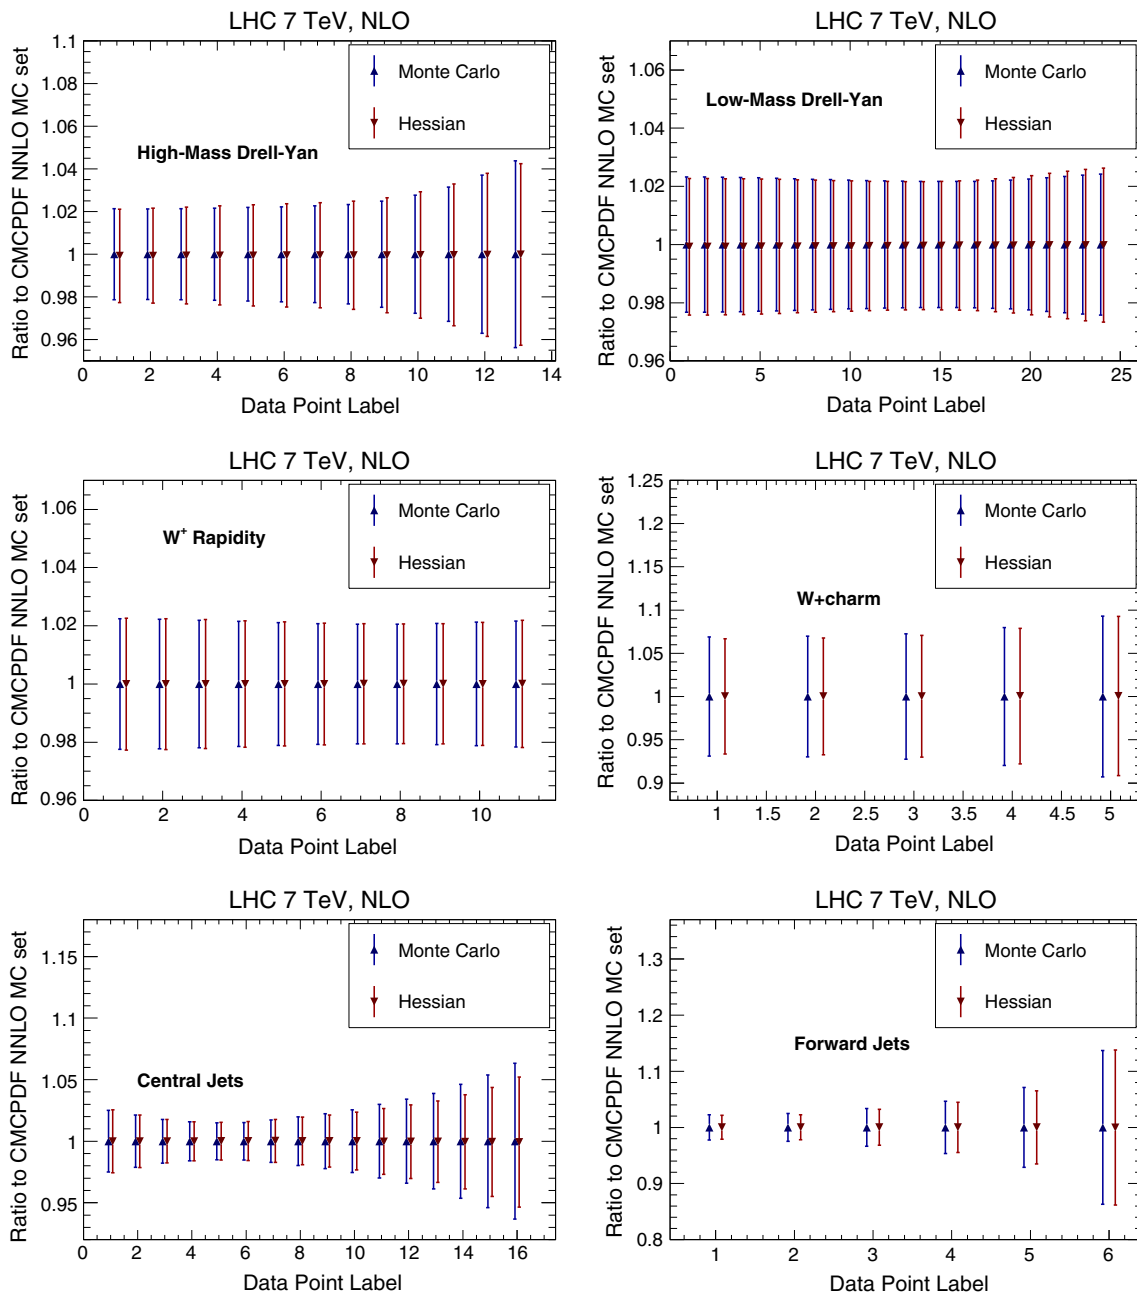 LHC 7 TeV, NLO
Ratio to CMCPDF NNLO MC set
1.1
1.08
1.06
1.04
1.02
1
0.98
0.96
Monte Carlo
Hessian
High-Mass Drell-Yan
0 2 4 6 8 10 12 14
Data Point Label
LHC 7 TeV, NLO
Ratio to CMCPDF NNLO MC set
1.06
1.04
1.02
1
0.98
0.96
Monte Carlo
Hessian
Low-Mass Drell-Yan
0 5 10 15 20 25
Data Point Label
LHC 7 TeV, NLO
Ratio to CMCPDF NNLO MC set
1.06
1.04
1.02
1
0.98
0.96
Monte Carlo
Hessian
W⁺ Rapidity
0 2 4 6 8 10
Data Point Label
LHC 7 TeV, NLO
Ratio to CMCPDF NNLO MC set
1.25
1.2
1.15
1.1
1.05
1
0.95
0.9
Monte Carlo
Hessian
W+charm
1 1.5 2 2.5 3 3.5 4 4.5 5
Data Point Label
LHC 7 TeV, NLO
Ratio to CMCPDF NNLO MC set
1.15
1.1
1.05
1
0.95
Monte Carlo
Hessian
Central Jets
0 2 4 6 8 10 12 14 16
Data Point Label
LHC 7 TeV, NLO
Ratio to CMCPDF NNLO MC set
1.3
1.2
1.1
1
0.9
0.8
Monte Carlo
Hessian
Forward Jets
1 2 3 4 5 6
Data Point Label